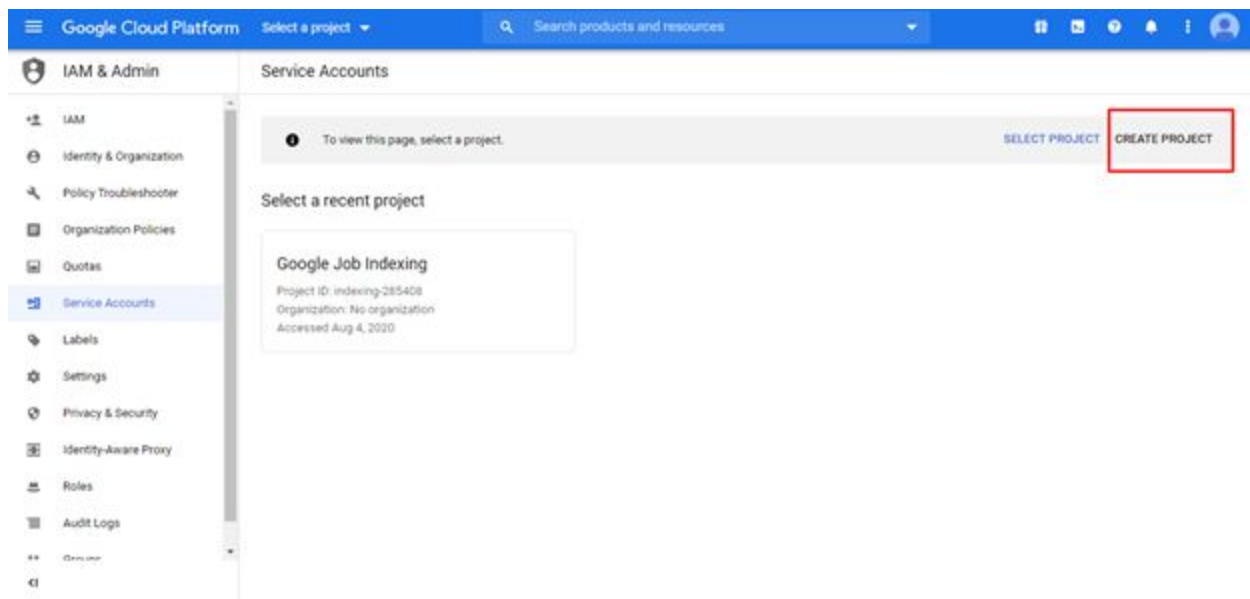 Google Cloud Platform Select a project Search products and resources
IAM & Admin
Service Accounts
IAM
Identity & Organization
Policy Troubleshooter
Organization Policies
Quotas
Service Accounts
Labels
Settings
Privacy & Security
Identity-Aware Proxy
Roles
Audit Logs
Groups
To view this page, select a project.
SELECT PROJECT CREATE PROJECT
Select a recent project
Google Job Indexing
Project ID: indexing-285408
Organization: No organization
Accessed Aug 4, 2020